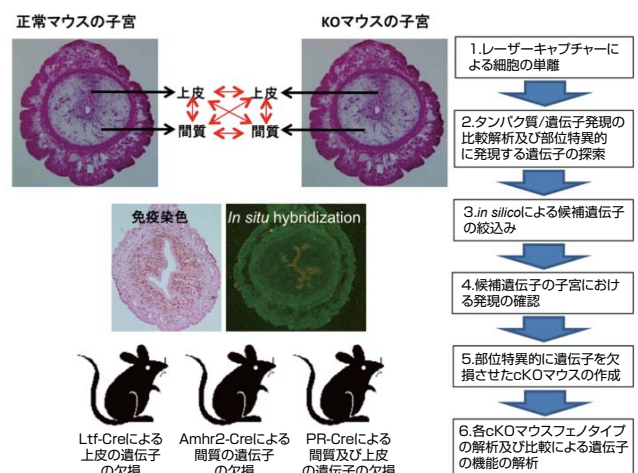 正常マウスの子宮
KOマウスの子宮
上皮
上皮
間質
間質
免疫染色
In situ hybridization
Ltf-Creによる
上皮の遺伝子
の欠損
Amhr2-Creによる
間質の遺伝子
の欠損
PR-Creによる
間質及び上皮
の遺伝子の欠損
1.レーザーキャプチャーに
よる細胞の単離
2.タンパク質/遺伝子発現の
比較解析及び部位特異的
に発現する遺伝子の探索
3.in silicoによる候補遺伝子
の絞込み
4.候補遺伝子の子宮におけ
る発現の確認
5.部位特異的に遺伝子を欠
損させたcKOマウスの作成
6.各cKOマウスフェノタイプ
の解析及び比較による遺伝子
の機能の解析